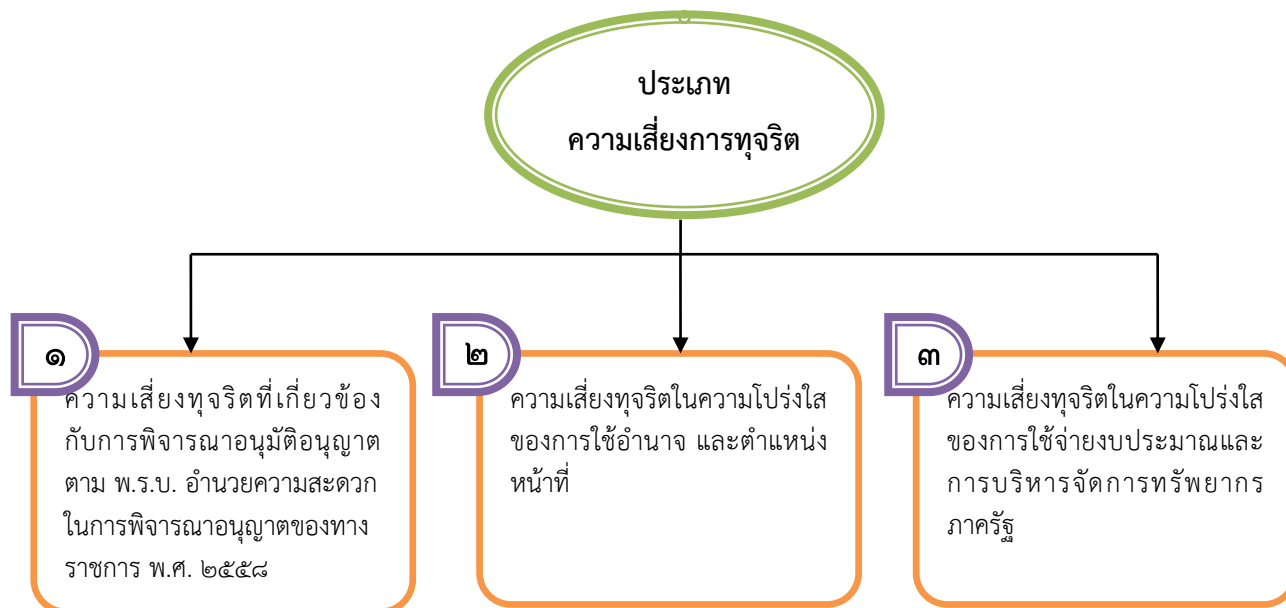 ประเภท
ความเสี่ยงการทุจริต
๑
ความเสี่ยงทุจริตที่เกี่ยวข้อง
กับการพิจารณาอนุมัติอนุญาต
ตาม พ.ร.บ. อำนวยความสะดวก
ในการพิจารณาอนุญาตของทาง
ราชการ พ.ศ. ๒๕๕๘
๒
ความเสี่ยงทุจริตในความโปร่งใส
ของการใช้อำนาจ และตำแหน่ง
หน้าที่
๓
ความเสี่ยงทุจริตในความโปร่งใส
ของการใช้จ่ายงบประมาณและ
การบริหารจัดการทรัพยากร
ภาครัฐ